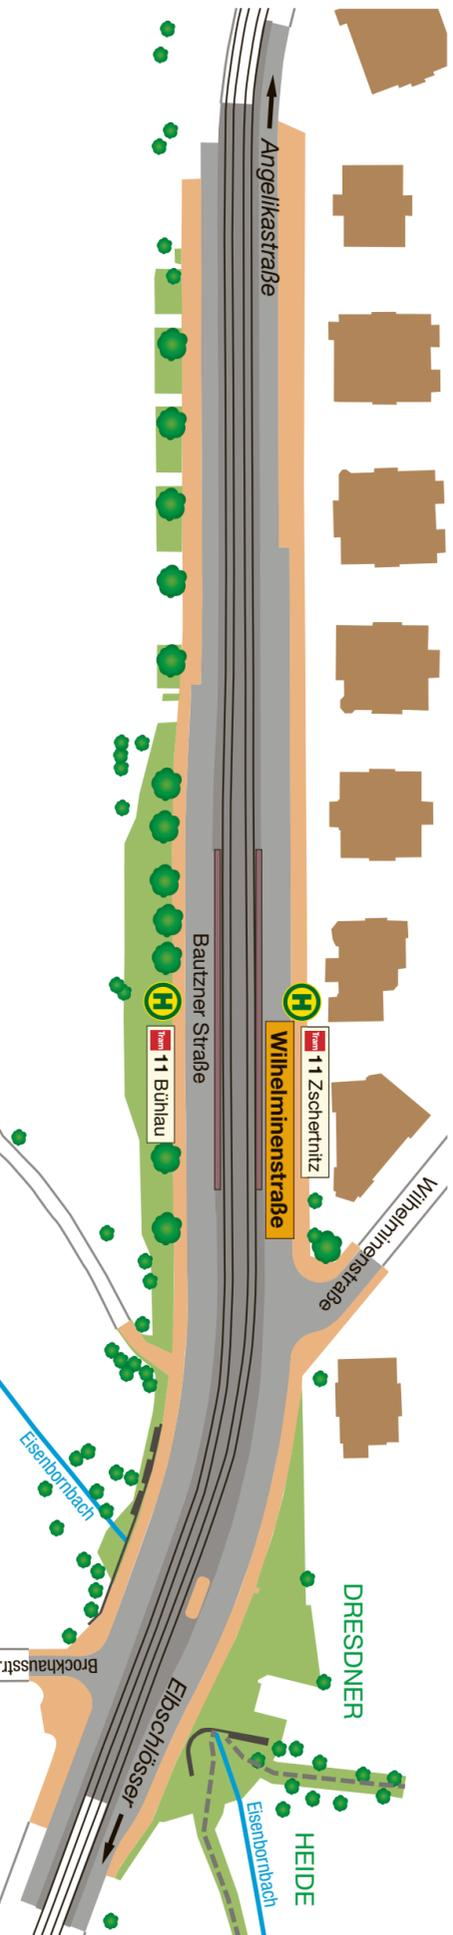 Angelikastraße
Bautzner Straße
H
Tram 11 Bühlau
H
Tram 11 Zschertnitz
Wilhelminenstraße
Wilhelminenstraße
Eisenbornbach
Brockhausstr.
Elbschlösser
DRESDNER
HEIDE
Eisenbornbach